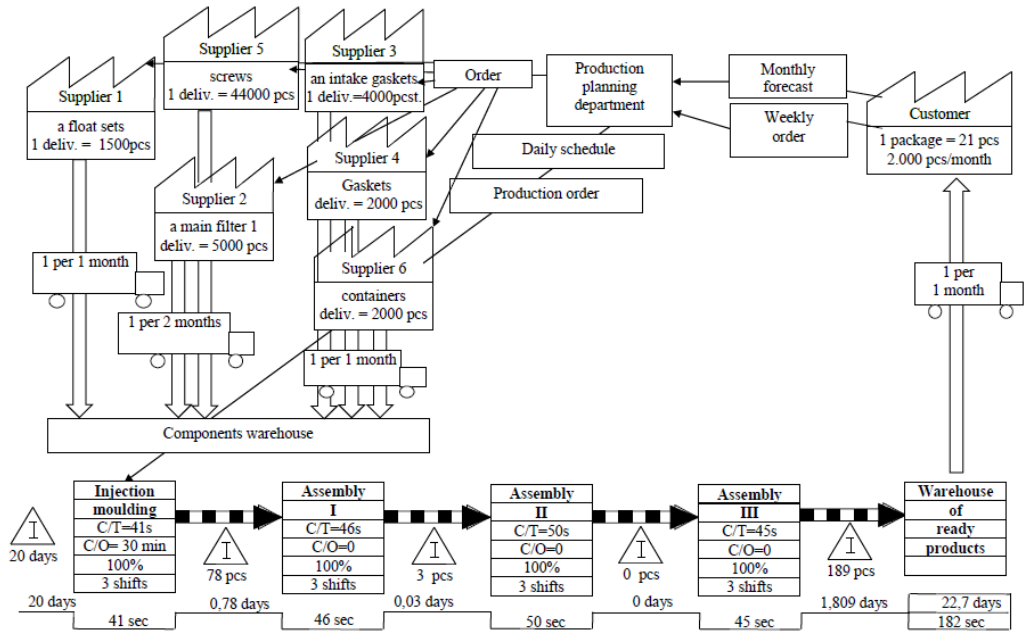 Supplier 5
screws
1 deliv. = 44000 pcs
Supplier 3
an intake gaskets
1 deliv.=4000pcst.
Order
Production
planning
department
Monthly
forecast
Weekly
order
Customer
1 package = 21 pcs
2.000 pcs/month
Supplier 1
a float sets
1 deliv. = 1500pcs
Supplier 4
Gaskets
deliv. = 2000 pcs
Daily schedule
Production order
Supplier 2
a main filter 1
deliv. = 5000 pcs
Supplier 6
containers
deliv. = 2000 pcs
1 per 1 month
1 per 2 months
1 per 1 month
1 per
1 month
Components warehouse
I
20 days
Injection
moulding
C/T=41s
C/O= 30 min
100%
3 shifts
I
78 pcs
Assembly
I
C/T=46s
C/O=0
100%
3 shifts
I
3 pcs
Assembly
II
C/T=50s
C/O=0
100%
3 shifts
I
0 pcs
Assembly
III
C/T=45s
C/O=0
100%
3 shifts
I
189 pcs
Warehouse
of
ready
products
20 days
41 sec
0,78 days
46 sec
0,03 days
50 sec
0 days
45 sec
1,809 days
22,7 days
182 sec